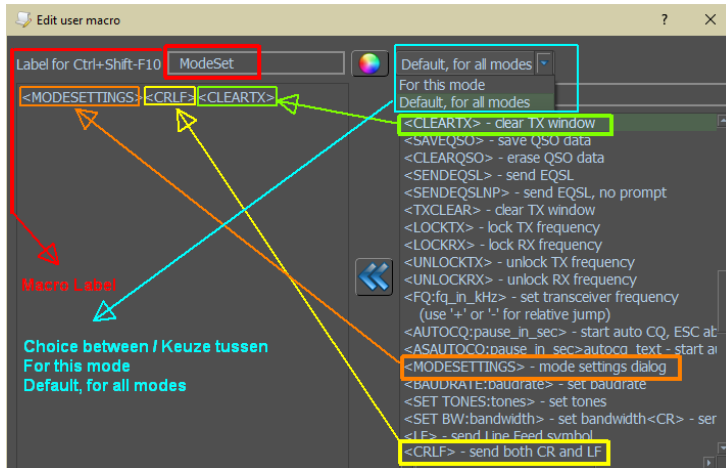 Edit user macro
Label for Ctrl+Shift-F10 ModeSet
Default, for all modes
For this mode
Default, for all modes
<MODESETTINGS><CRLF><CLEARTX>
<CLEARTX> - clear TX window
<SAVEQSO> - save QSO data
<CLEARQSO> - erase QSO data
<SENDEQSL> - send EQSL
<SENDEQSLNP> - send EQSL, no prompt
<TXCLEAR> - clear TX window
<LOCKTX> - lock TX frequency
<LOCKRX> - lock RX frequency
<UNLOCKTX> - unlock TX frequency
<UNLOCKRX> - unlock RX frequency
<FQ:fq_in_kHz> - set transceiver frequency
(use '+' or '-' for relative jump)
<AUTOCQ:pause_in_sec> - start auto CQ, ESC ab
<ASAUTOCQ:pause_in_sec>autocq_text - start au
<MODESETTINGS> - mode settings dialog
<BAUDRATE:baudrate> - set baudrate
<SET TONES:tones> - set tones
<SET BW:bandwidth> - set bandwidth<CR> - ser
<LF> - send Line Feed symbol
<CRLF> - send both CR and LF
Macro Label
Choice between / Keuze tussen
For this mode
Default, for all modes